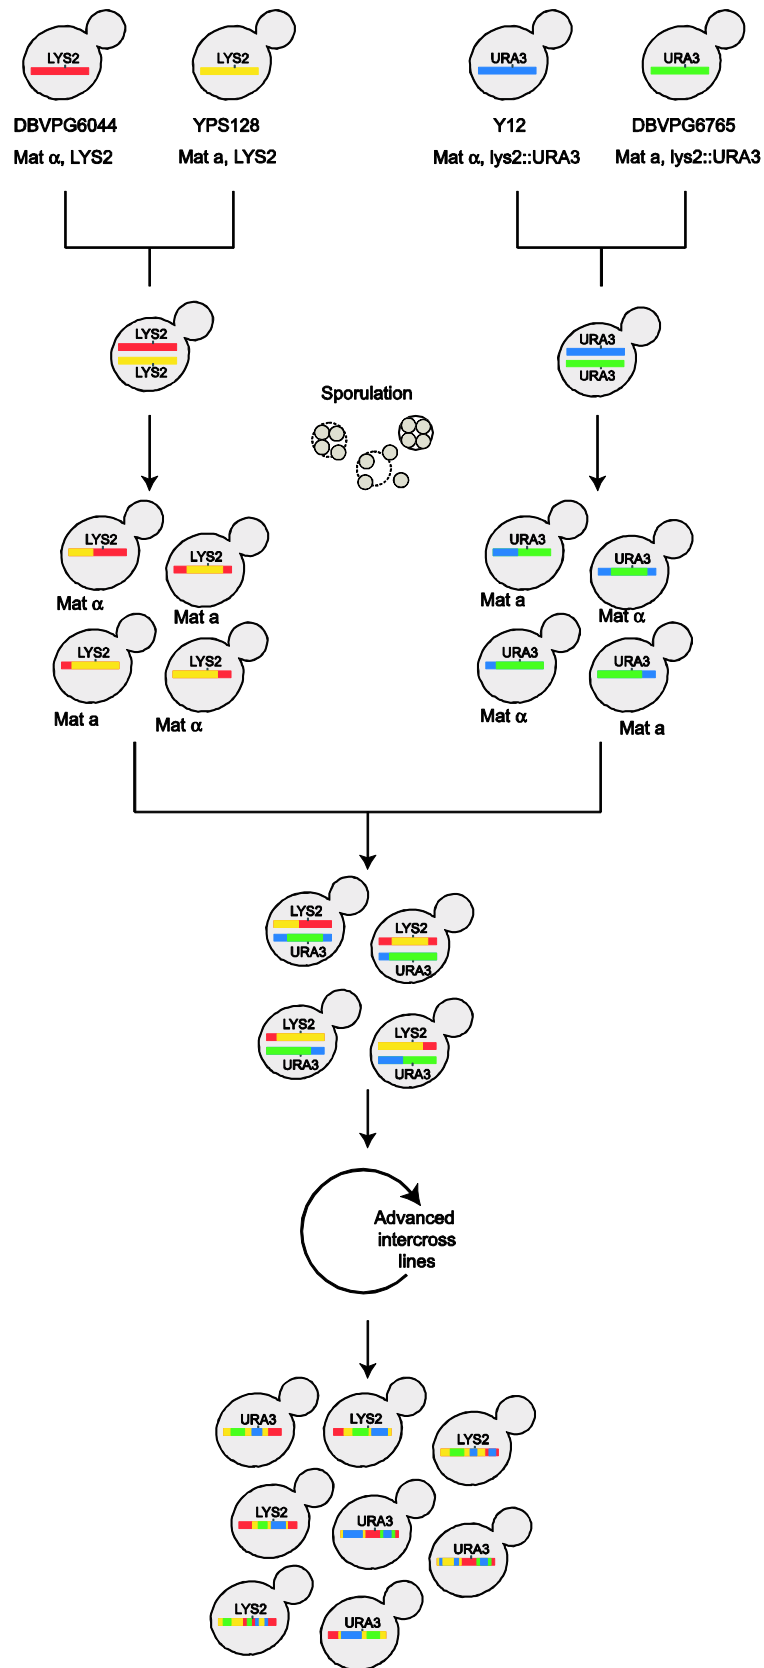 LYS2
LYS2
URA3
URA3
DBVPG6044
YPS128
Y12
DBVPG6765
Mat α, LYS2
Mat a, LYS2
Mat α, lys2::URA3
Mat a, lys2::URA3
LYS2
LYS2
URA3
URA3
Sporulation
LYS2
Mat α
LYS2
Mat a
LYS2
Mat a
LYS2
Mat α
URA3
Mat a
URA3
Mat α
URA3
Mat α
URA3
Mat a
LYS2
URA3
LYS2
URA3
LYS2
URA3
LYS2
URA3
Advanced
intercross
lines
URA3
LYS2
LYS2
LYS2
URA3
URA3
LYS2
URA3